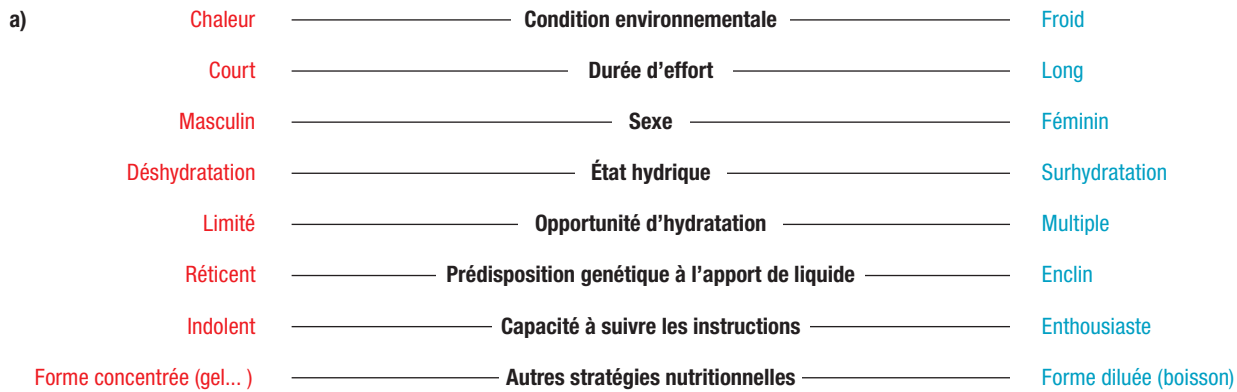 a) Chaleur Condition environnementale Froid
Court Durée d'effort Long
Masculin Sexe Féminin
Déshydratation État hydrique Surhydratation
Limité Opportunité d'hydratation Multiple
Réticent Prédisposition genétique à l'apport de liquide Enclin
Indolent Capacité à suivre les instructions Enthousiaste
Forme concentrée (gel... ) Autres stratégies nutritionnelles Forme diluée (boisson)